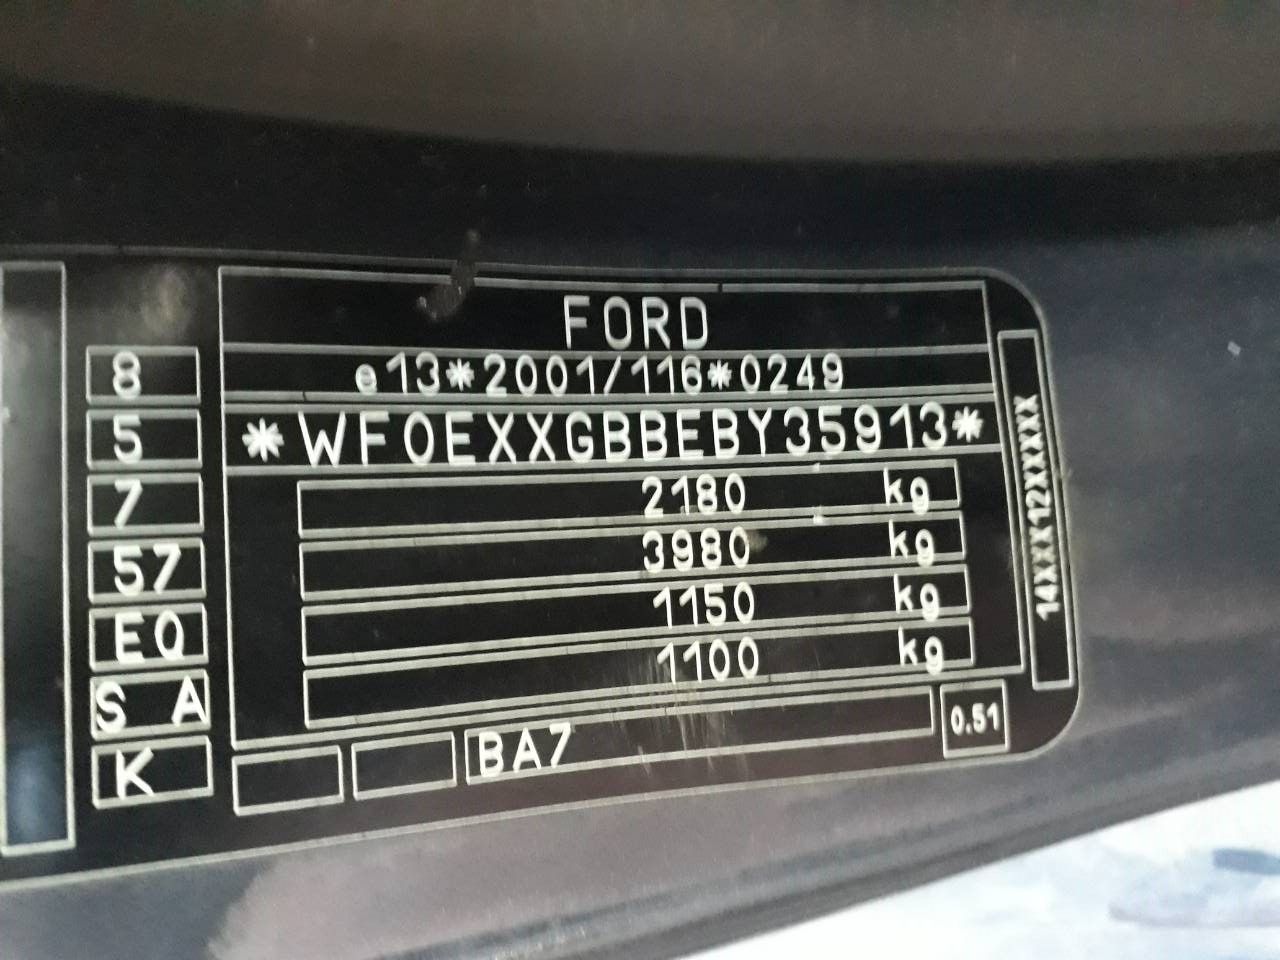 FORD
e13*2001/116*0249
*WF0EXXGBBEBY35913*
2180 kg
3980 kg
1150 kg
1100 kg
BA7
0.51
8
5
7
57
EQ
S A
K
14XXX12XXXXX